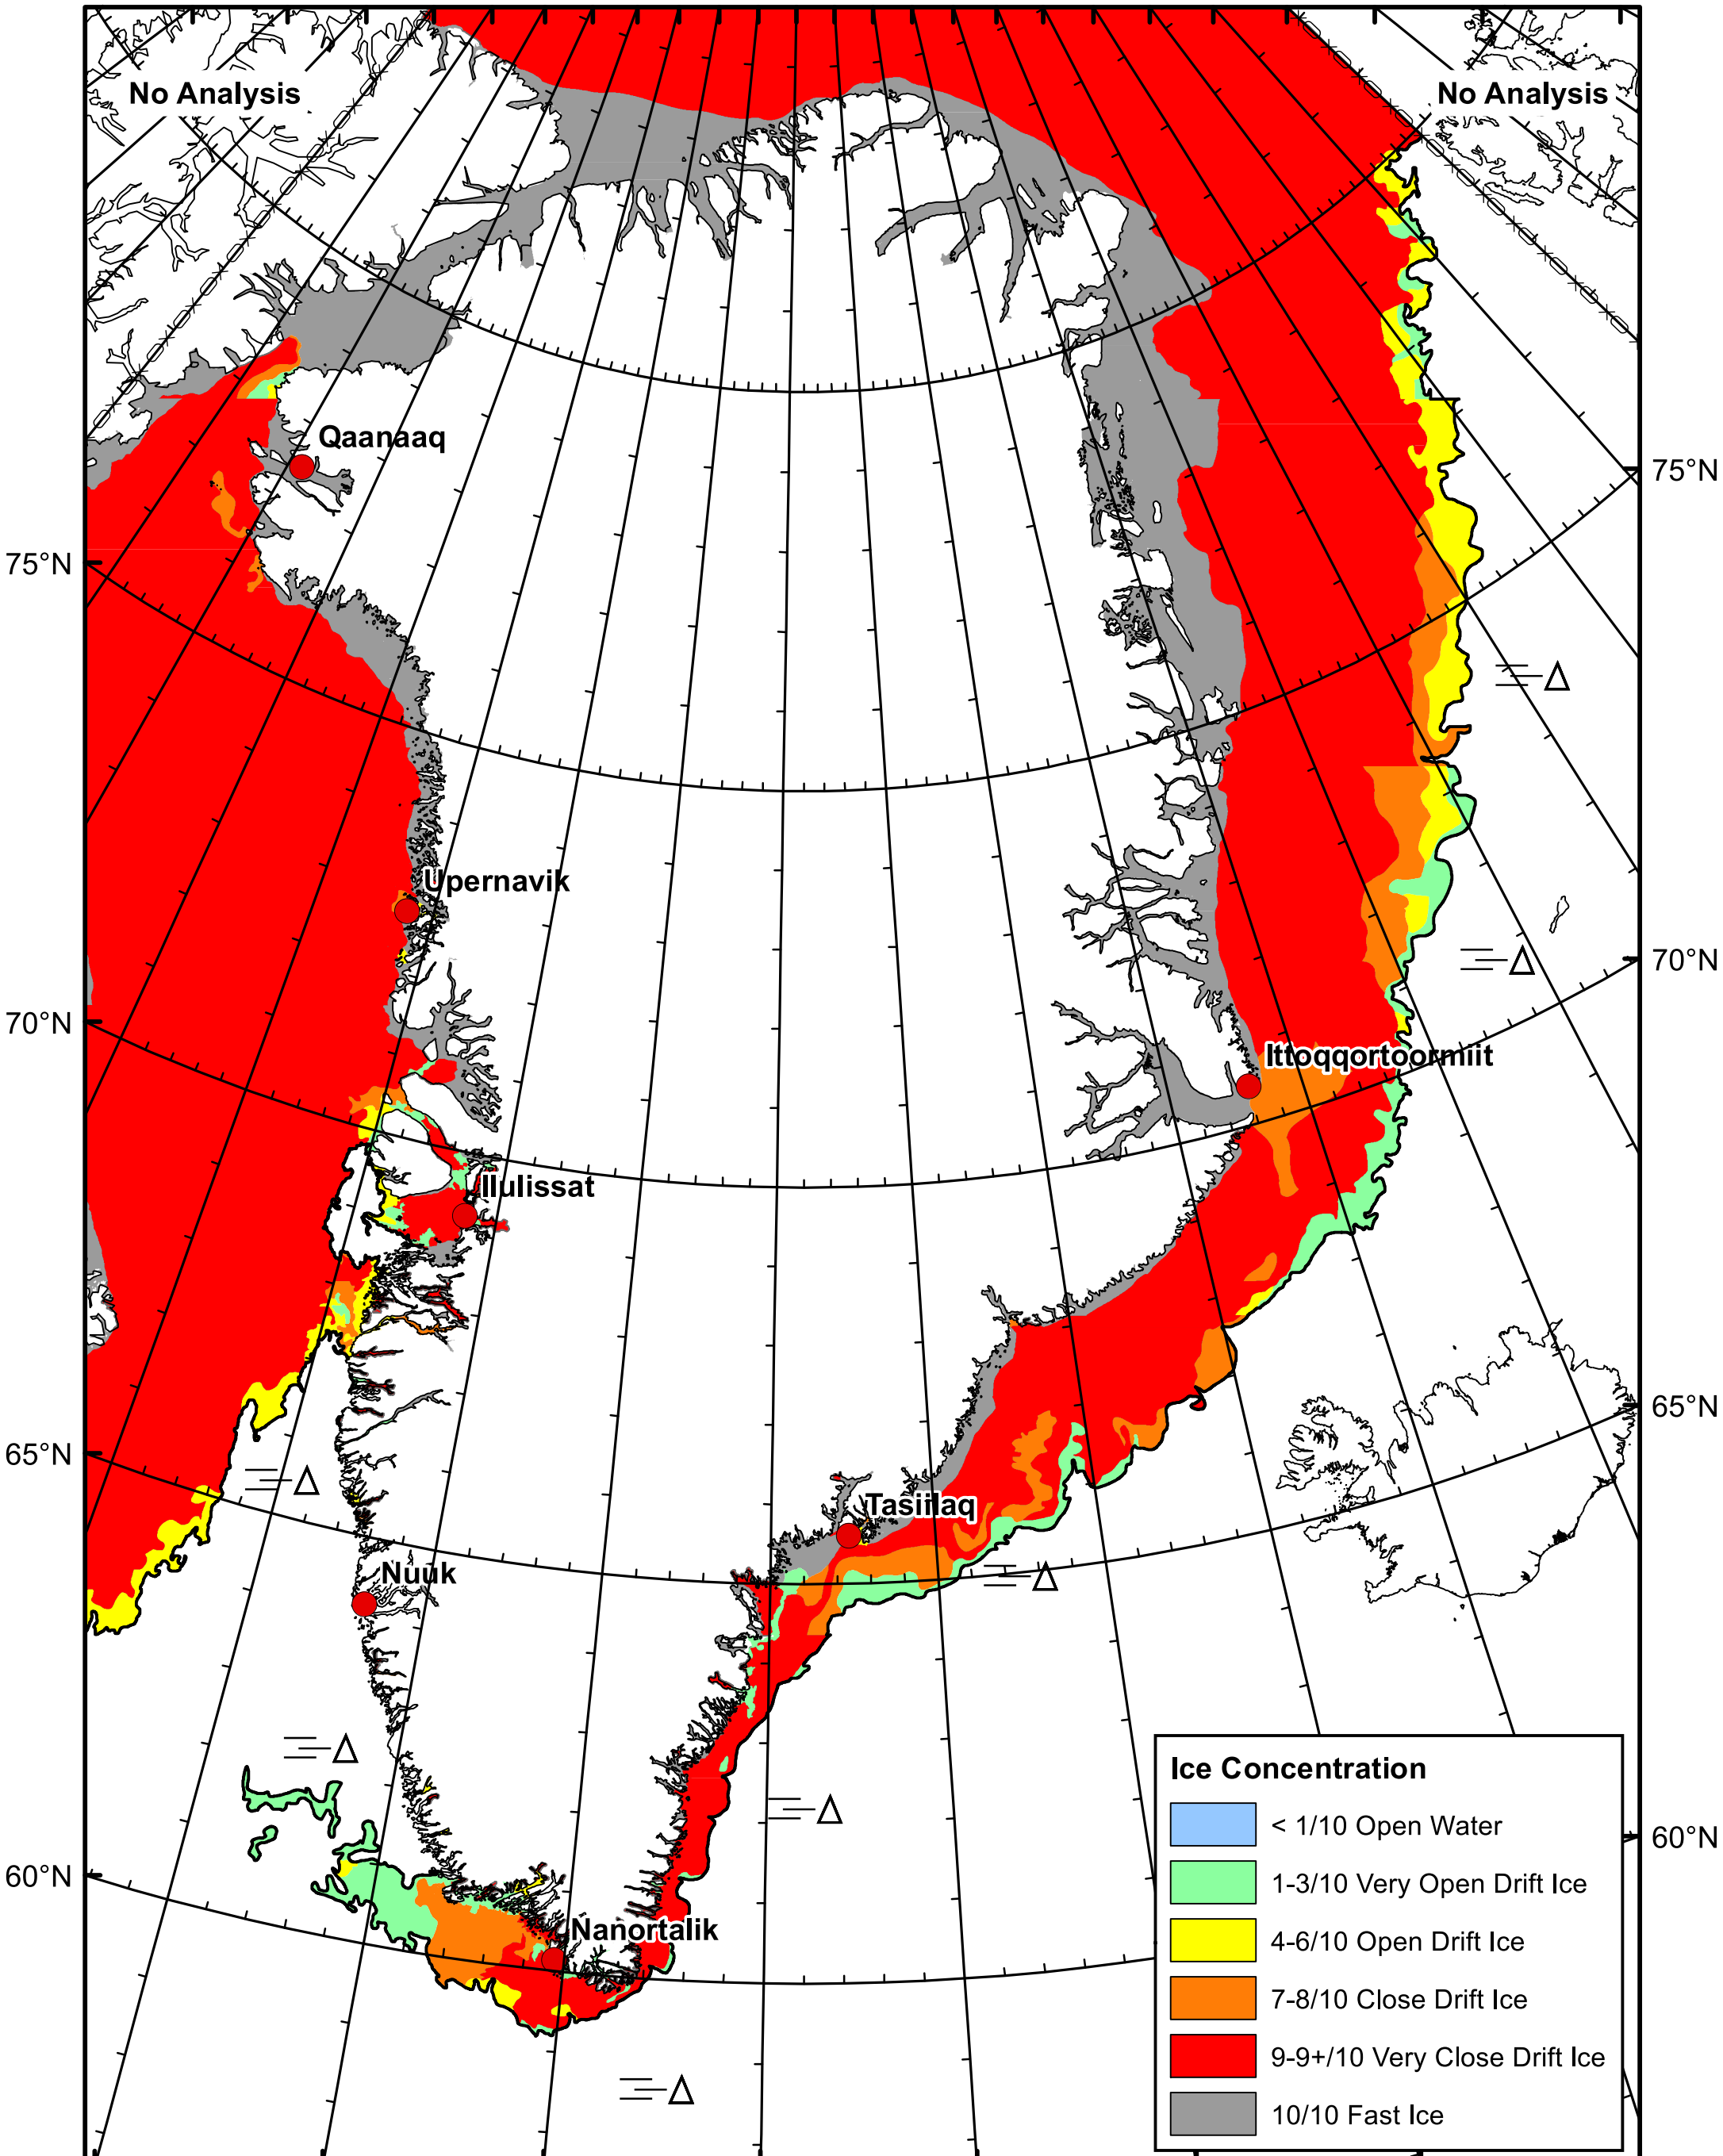 No Analysis
No Analysis
Qaanaaq
75°N
75°N
Upernavik
70°N
70°N
Ittoqqortoormiit
Ilulissat
65°N
65°N
Tasiilaq
Nuuk
60°N
60°N
Nanortalik
Ice Concentration
< 1/10 Open Water
1-3/10 Very Open Drift Ice
4-6/10 Open Drift Ice
7-8/10 Close Drift Ice
9-9+/10 Very Close Drift Ice
10/10 Fast Ice